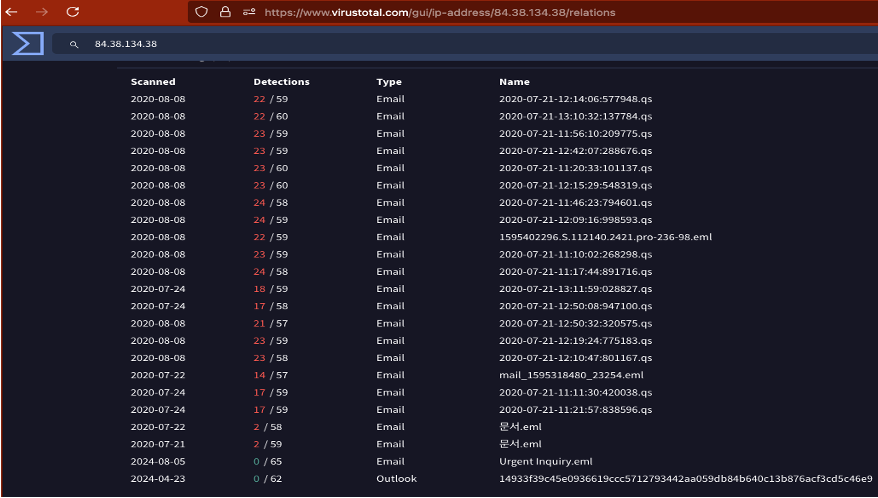 https://www.virustotal.com/gui/ip-address/84.38.134.38/relations
84.38.134.38
Scanned Detections Type Name
2020-08-08 22 / 59 Email 2020-07-21-12:14:06:577948.qs
2020-08-08 22 / 60 Email 2020-07-21-13:10:32:137784.qs
2020-08-08 23 / 59 Email 2020-07-21-11:56:10:209775.qs
2020-08-08 23 / 59 Email 2020-07-21-12:42:07:288676.qs
2020-08-08 23 / 60 Email 2020-07-21-11:20:33:101137.qs
2020-08-08 23 / 60 Email 2020-07-21-12:15:29:548319.qs
2020-08-08 24 / 58 Email 2020-07-21-11:46:23:794601.qs
2020-08-08 24 / 59 Email 2020-07-21-12:09:16:998593.qs
2020-08-08 22 / 59 Email 1595402296.S.112140.2421.pro-236-98.eml
2020-08-08 23 / 59 Email 2020-07-21-11:10:02:268298.qs
2020-08-08 24 / 58 Email 2020-07-21-11:17:44:891716.qs
2020-07-24 18 / 59 Email 2020-07-21-13:11:59:028827.qs
2020-07-24 17 / 58 Email 2020-07-21-12:50:08:947100.qs
2020-08-08 21 / 57 Email 2020-07-21-12:50:32:320575.qs
2020-08-08 23 / 59 Email 2020-07-21-12:19:24:775183.qs
2020-08-08 23 / 58 Email 2020-07-21-12:10:47:801167.qs
2020-07-22 14 / 57 Email mail_1595318480_23254.eml
2020-07-24 17 / 59 Email 2020-07-21-11:11:30:420038.qs
2020-07-24 17 / 59 Email 2020-07-21-11:21:57:838596.qs
2020-07-22 2 / 58 Email 문서.eml
2020-07-21 2 / 59 Email 문서.eml
2024-08-05 0 / 65 Email Urgent Inquiry.eml
2024-04-23 0 / 62 Outlook 14933f39c45e0936619ccc5712793442aa059db84b640c13b876acf3cd5c46e9